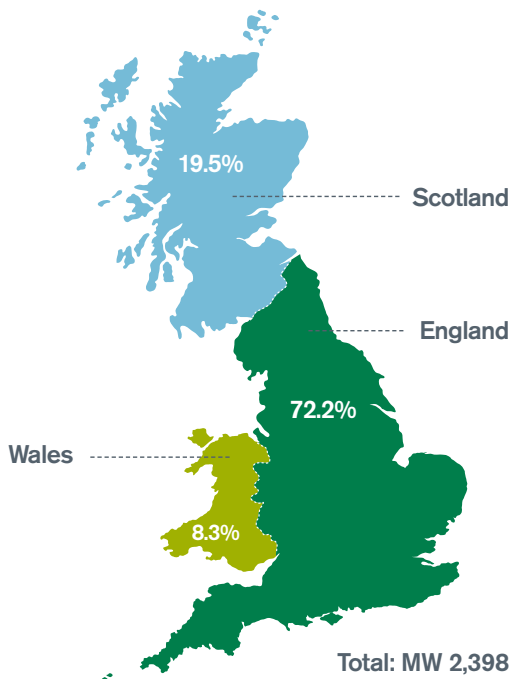 19.5%
Scotland
England
72.2%
Wales
8.3%
Total: MW 2,398